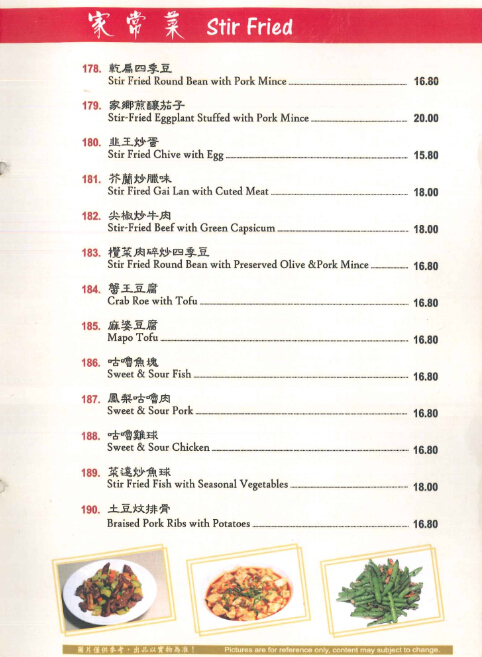 家常菜 Stir Fried
178. 乾扁四季豆
Stir Fried Round Bean with Pork Mince 16.80
179. 家鄉煎釀茄子
Stir-Fried Eggplant Stuffed with Pork Mince 20.00
180. 韭王炒蛋
Stir Fried Chive with Egg 15.80
181. 芥蘭炒臘味
Stir Fired Gai Lan with Cuted Meat 18.00
182. 尖椒炒牛肉
Stir-Fried Beef with Green Capsicum 18.00
183. 欖菜肉碎炒四季豆
Stir Fried Round Bean with Preserved Olive &Pork Mince 16.80
184. 蟹王豆腐
Crab Roe with Tofu 16.80
185. 麻婆豆腐
Mapo Tofu 16.80
186. 咕嚕魚塊
Sweet & Sour Fish 16.80
187. 鳳梨咕嚕肉
Sweet & Sour Pork 16.80
188. 咕嚕雞球
Sweet & Sour Chicken 16.80
189. 菜遠炒魚球
Stir Fried Fish with Seasonal Vegetables 18.00
190. 土豆炆排骨
Braised Pork Ribs with Potatoes 16.80
圖片僅供參考，出品以實物為準！ Pictures are for reference only, content may subject to change.